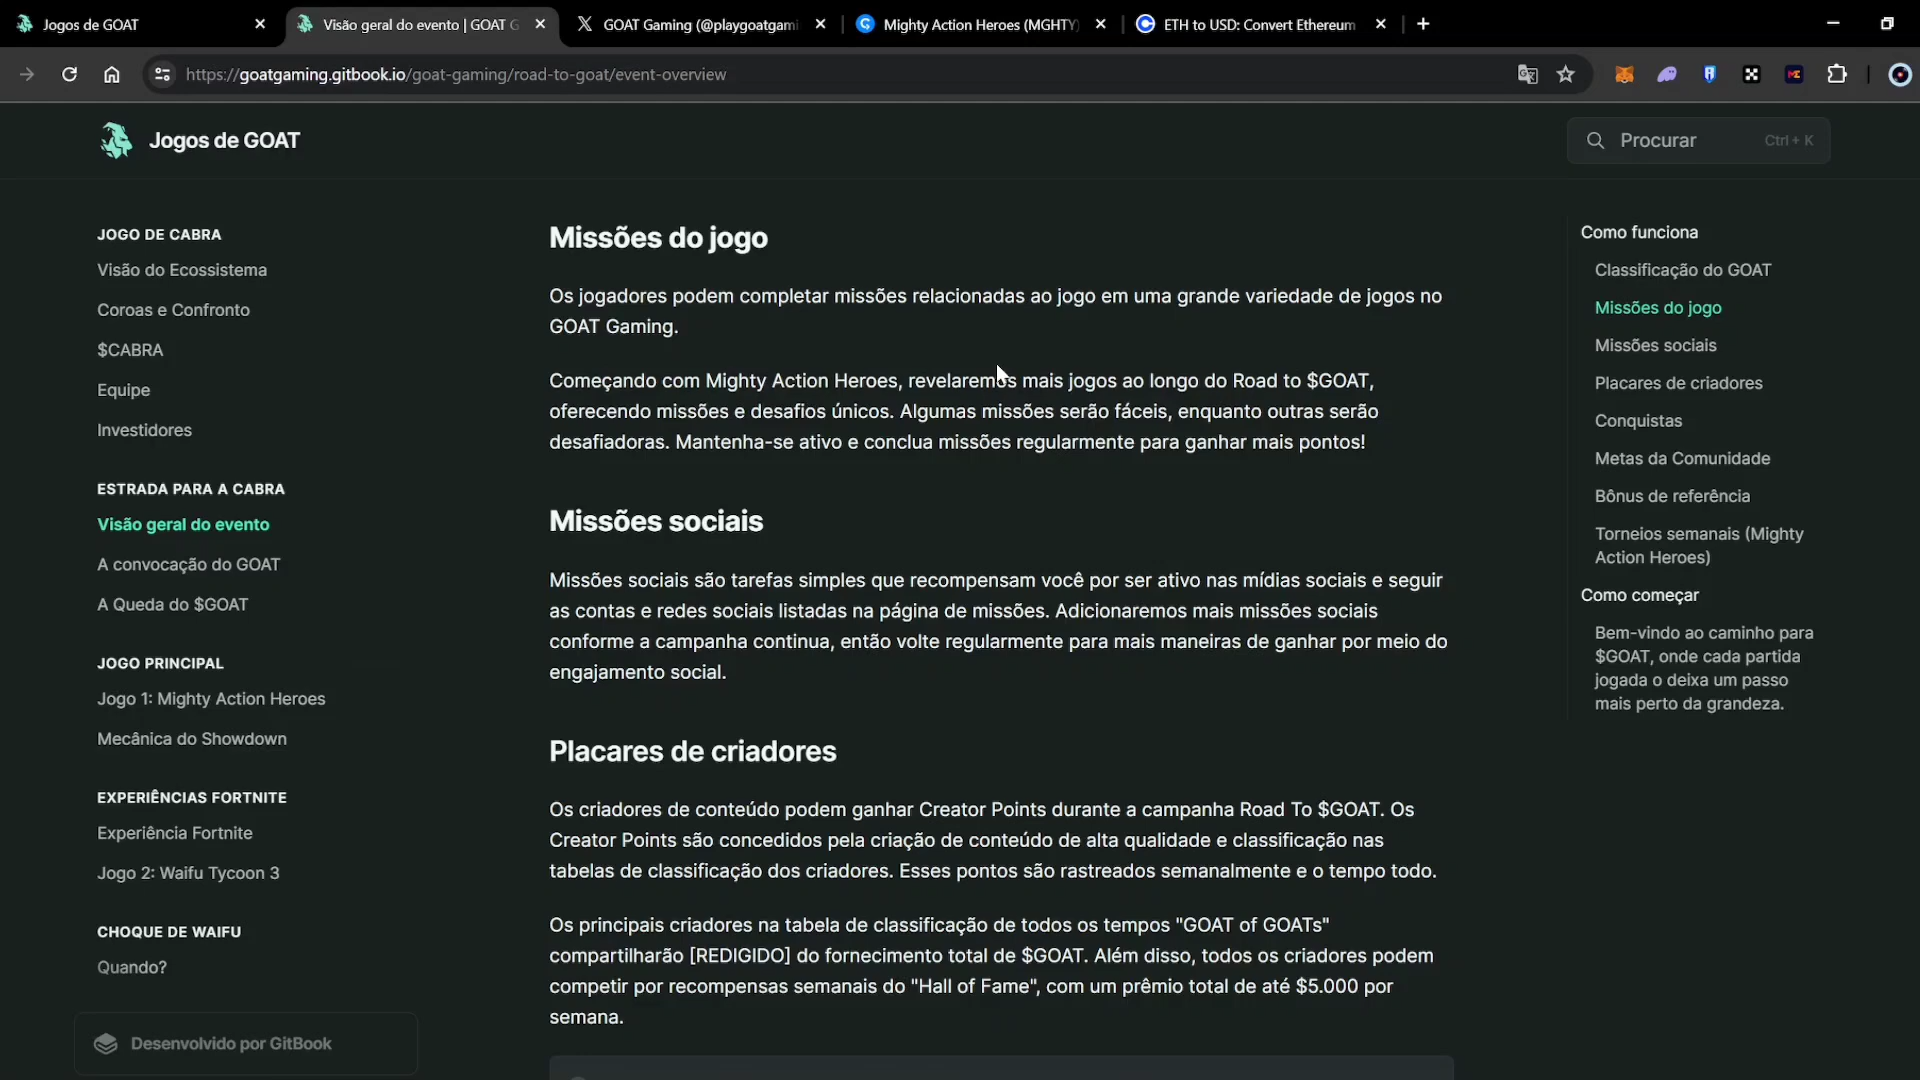 Jogos de GOAT
Visão geral do evento | GOAT G
GOAT Gaming (@playgoatgami
Mighty Action Heroes (MGHTY)
ETH to USD: Convert Ethereum
https://goatgaming.gitbook.io/goat-gaming/road-to-goat/event-overview
Jogos de GOAT
Procurar
Ctrl + K
JOGO DE CABRA
Visão do Ecossistema
Coroas e Confronto
$CABRA
Equipe
Investidores
ESTRADA PARA A CABRA
Visão geral do evento
A convocação do GOAT
A Queda do $GOAT
JOGO PRINCIPAL
Jogo 1: Mighty Action Heroes
Mecânica do Showdown
EXPERIÊNCIAS FORTNITE
Experiência Fortnite
Jogo 2: Waifu Tycoon 3
CHOQUE DE WAIFU
Quando?
Desenvolvido por GitBook
Missões do jogo
Os jogadores podem completar missões relacionadas ao jogo em uma grande variedade de jogos no
GOAT Gaming.
Começando com Mighty Action Heroes, revelaremos mais jogos ao longo do Road to $GOAT,
oferecendo missões e desafios únicos. Algumas missões serão fáceis, enquanto outras serão
desafiadoras. Mantenha-se ativo e conclua missões regularmente para ganhar mais pontos!
Missões sociais
Missões sociais são tarefas simples que recompensam você por ser ativo nas mídias sociais e seguir
as contas e redes sociais listadas na página de missões. Adicionaremos mais missões sociais
conforme a campanha continua, então volte regularmente para mais maneiras de ganhar por meio do
engajamento social.
Placares de criadores
Os criadores de conteúdo podem ganhar Creator Points durante a campanha Road To $GOAT. Os
Creator Points são concedidos pela criação de conteúdo de alta qualidade e classificação nas
tabelas de classificação dos criadores. Esses pontos são rastreados semanalmente e o tempo todo.
Os principais criadores na tabela de classificação de todos os tempos "GOAT of GOATs"
compartilharão [REDIGIDO] do fornecimento total de $GOAT. Além disso, todos os criadores podem
competir por recompensas semanais do "Hall of Fame", com um prêmio total de até $5.000 por
semana.
Como funciona
Classificação do GOAT
Missões do jogo
Missões sociais
Placares de criadores
Conquistas
Metas da Comunidade
Bônus de referência
Torneios semanais (Mighty
Action Heroes)
Como começar
Bem-vindo ao caminho para
$GOAT, onde cada partida
jogada o deixa um passo
mais perto da grandeza.